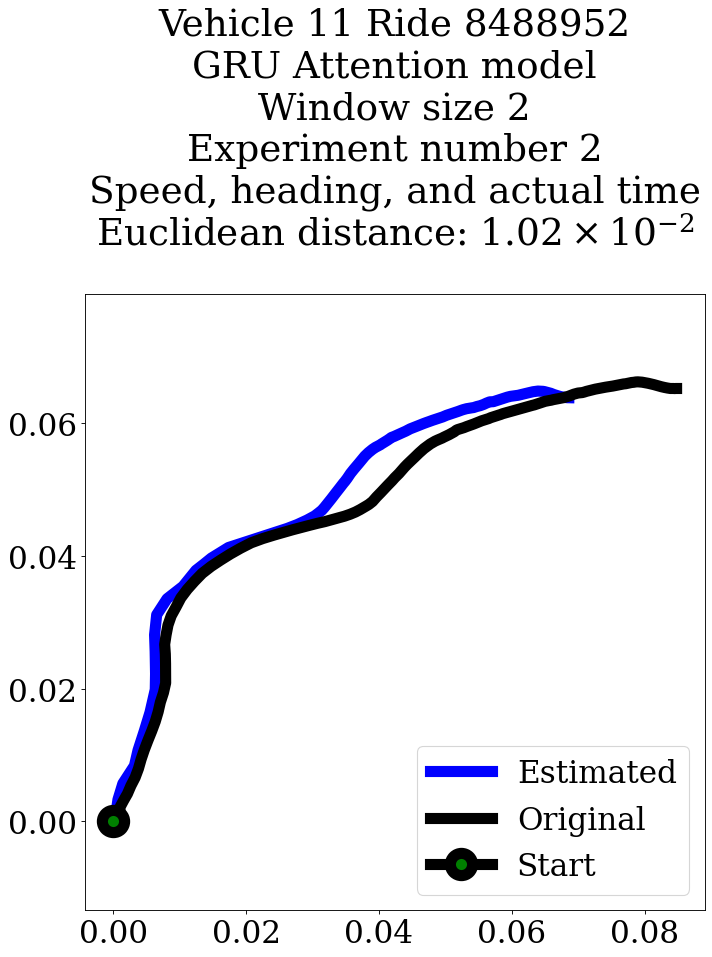 Vehicle 11 Ride 8488952
GRU Attention model
Window size 2
Experiment number 2
Speed, heading, and actual time
Euclidean distance: 1.02 × 10⁻²
0.06
0.04
0.02
0.00
Estimated
Original
Start
0.00 0.02 0.04 0.06 0.08